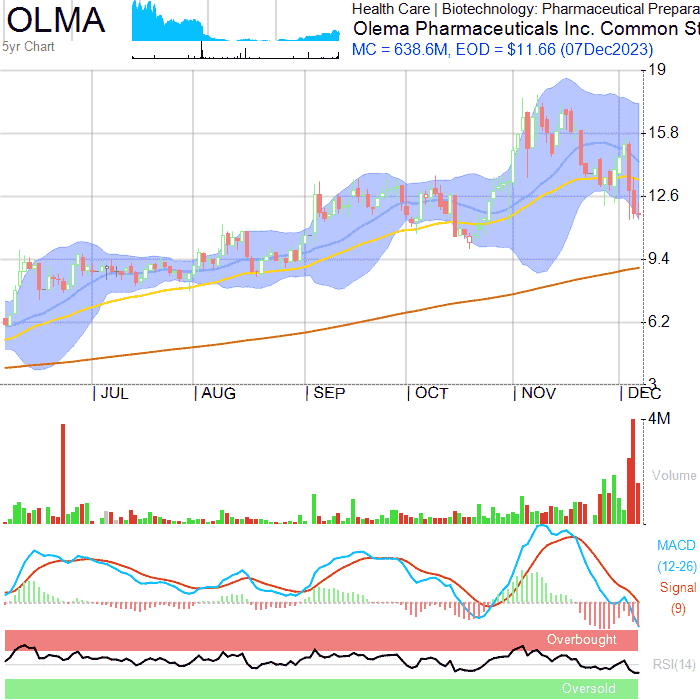 OLMA
5yr Chart
Health Care | Biotechnology: Pharmaceutical Prepara
Olema Pharmaceuticals Inc. Common St
MC = 638.6M, EOD = $11.66 (07Dec2023)
19
15.8
12.6
9.4
6.2
3
JUL AUG SEP OCT NOV DEC
4M
Volume
MACD
(12-26)
Signal
(9)
Overbought
RSI(14)
Oversold